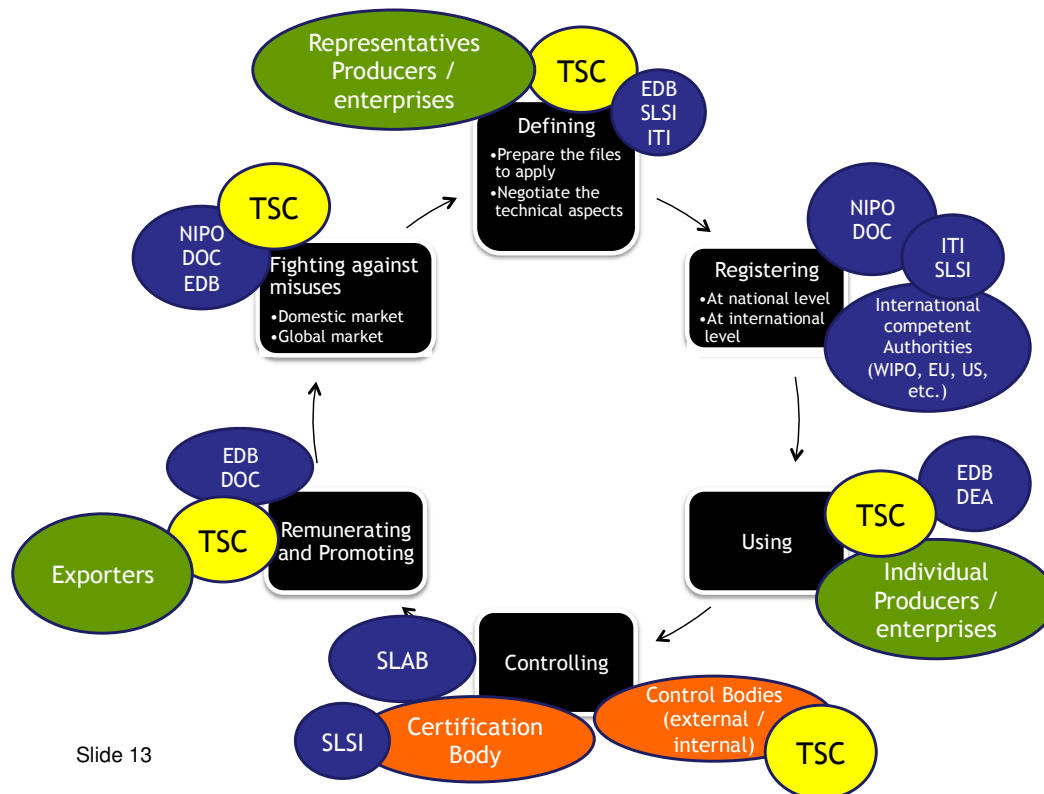 Representatives
Producers /
enterprises
TSC
EDB
SLSI
ITI
Defining
•Prepare the files
to apply
•Negotiate the
technical aspects
NIPO
DOC
ITI
SLSI
Registering
•At national level
•At international
level
International
competent
Authorities
(WIPO, EU, US,
etc.)
TSC
EDB
DEA
Using
Individual
Producers /
enterprises
Controlling
Control Bodies
(external /
internal)
TSC
SLAB
Certification
Body
SLSI
EDB
DOC
TSC
Remunerating
and Promoting
Exporters
TSC
NIPO
DOC
EDB
Fighting against
misuses
•Domestic market
•Global market
Slide 13